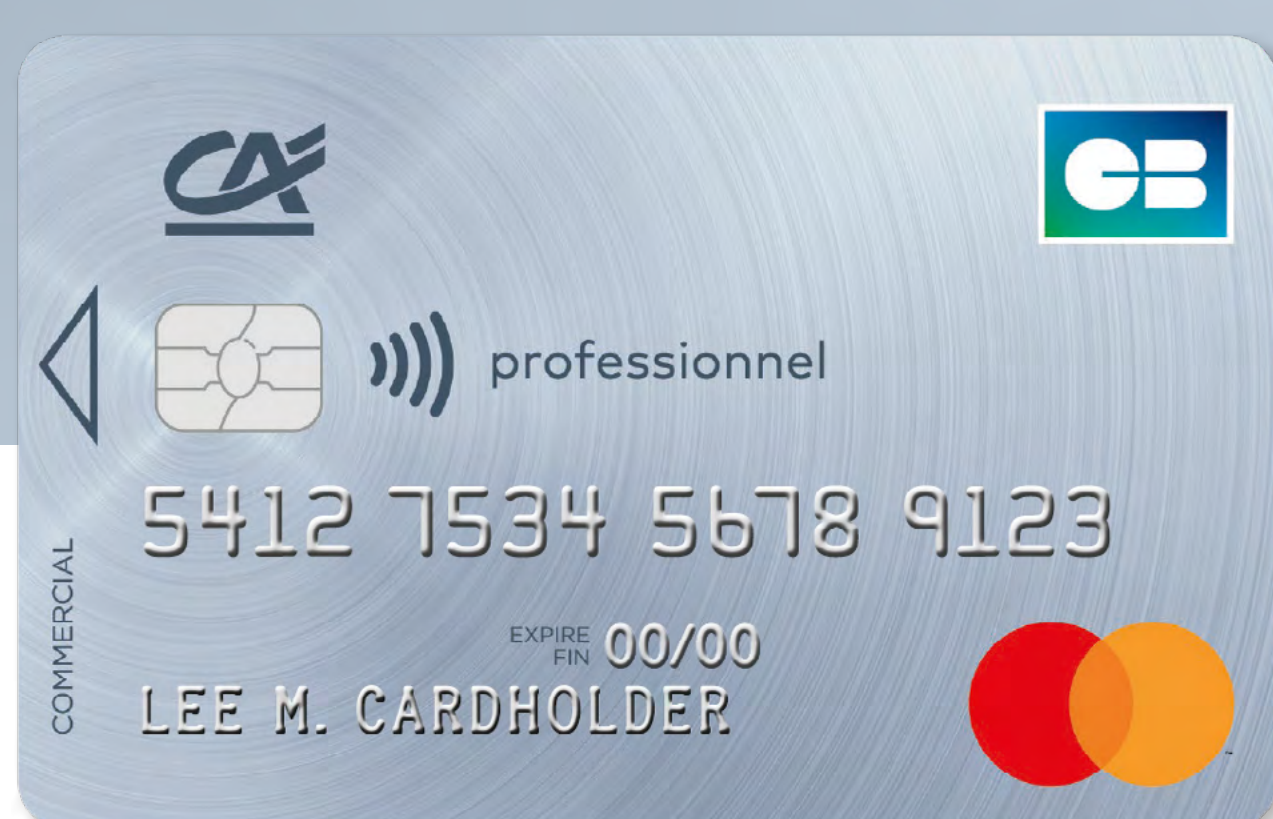 CA
CB
professionnel
5412 7534 5678 9123
EXPIRE
FIN 00/00
LEE M. CARDHOLDER
COMMERCIAL